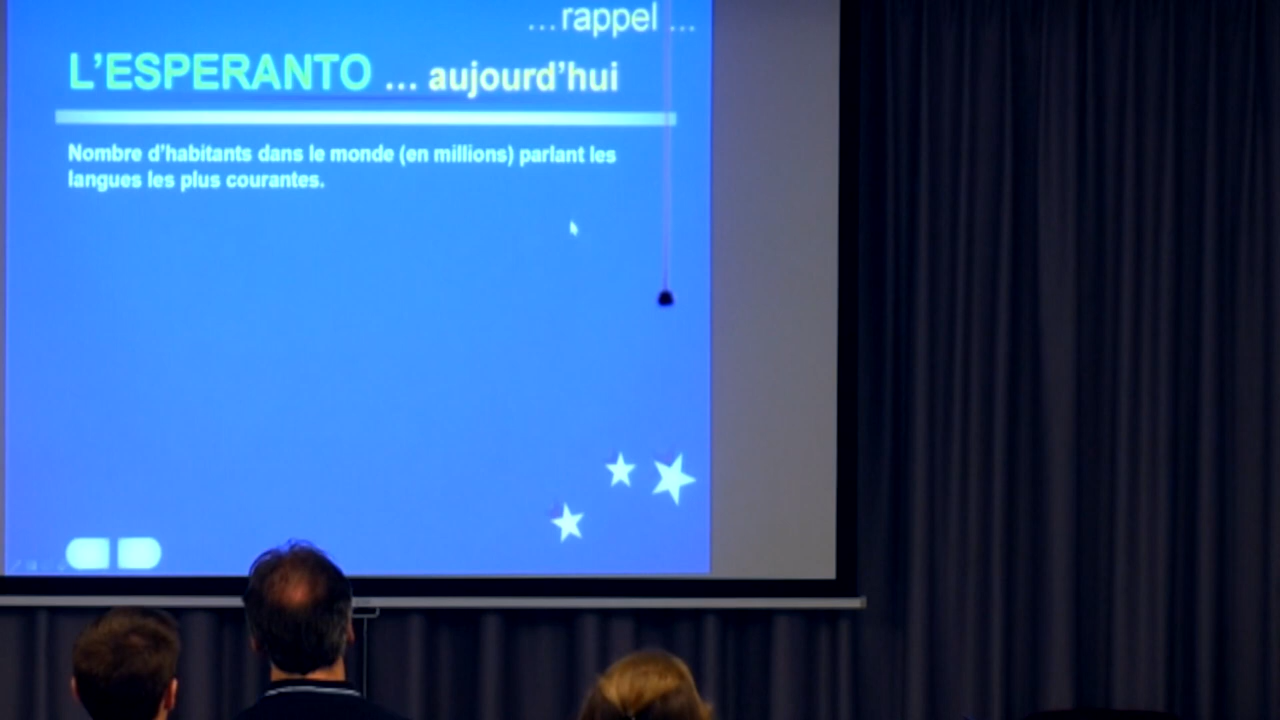 ...rappel ...
L'ESPERANTO ... aujourd'hui
Nombre d'habitants dans le monde (en millions) parlant les
langues les plus courantes.